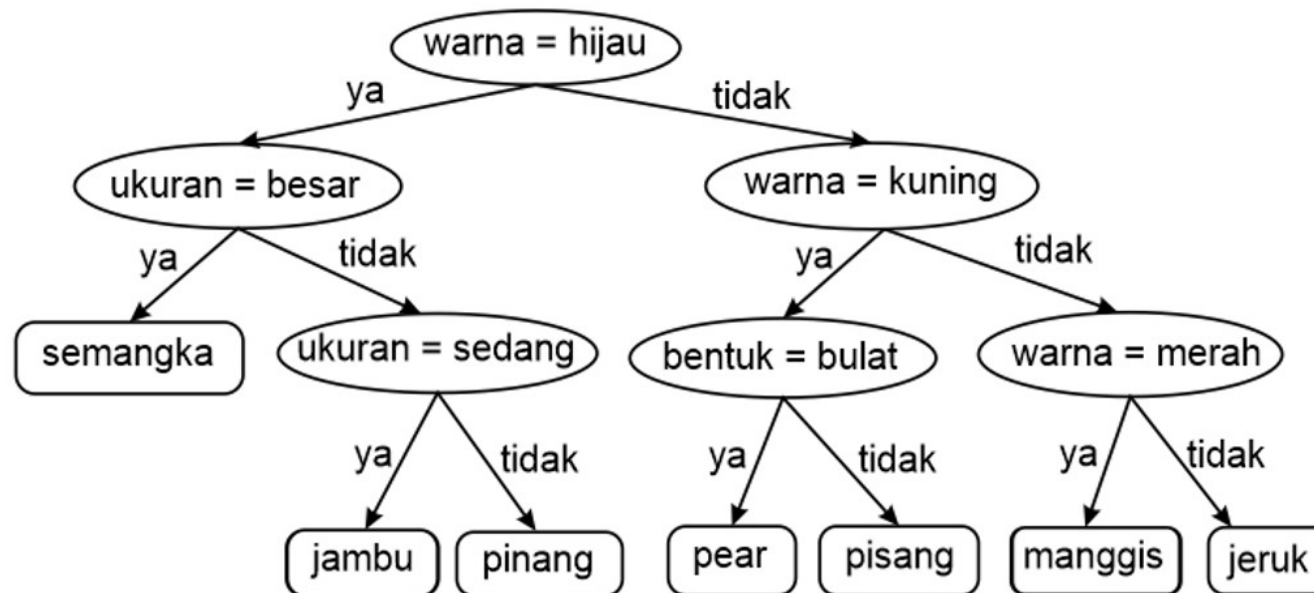 warna = hijau
ya
tidak
ukuran = besar
warna = kuning
ya
tidak
ya
tidak
semangka
ukuran = sedang
bentuk = bulat
warna = merah
ya
tidak
ya
tidak
ya
tidak
jambu
pinang
pear
pisang
manggis
jeruk